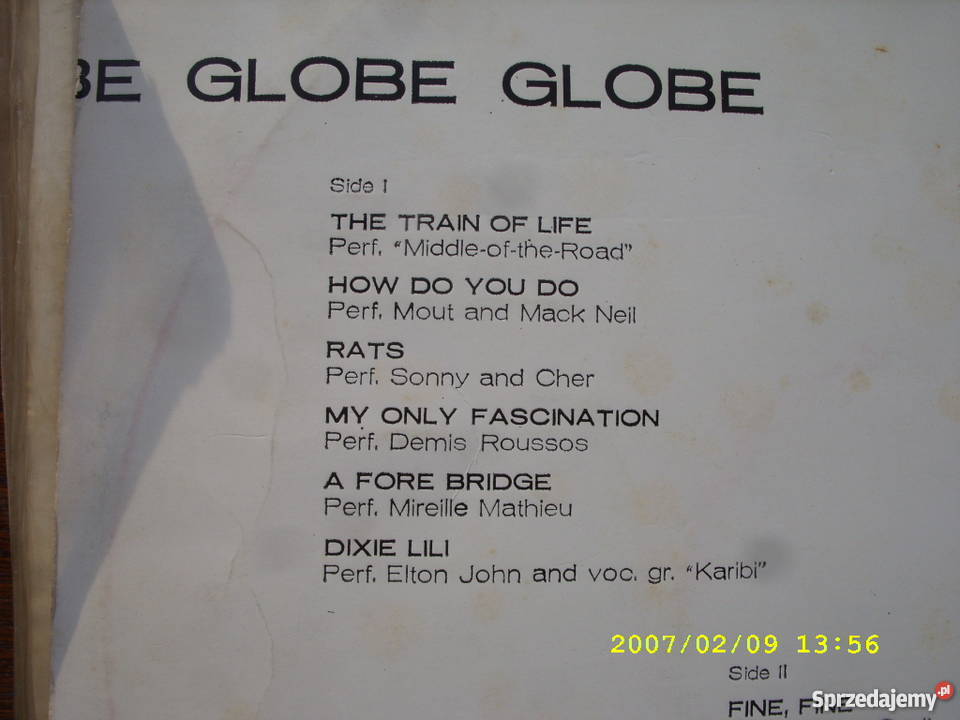 BE GLOBE GLOBE
Side I
THE TRAIN OF LIFE
Perf. “Middle-of-the-Road”
HOW DO YOU DO
Perf. Mout and Mack Neil
RATS
Perf. Sonny and Cher
MY ONLY FASCINATION
Perf. Demis Roussos
A FORE BRIDGE
Perf. Mireille Mathieu
DIXIE LILI
Perf. Elton John and voc. gr. “Karibi”
2007/02/09 13:56
Side II
FINE, FINE
Sprzedajemy.pl